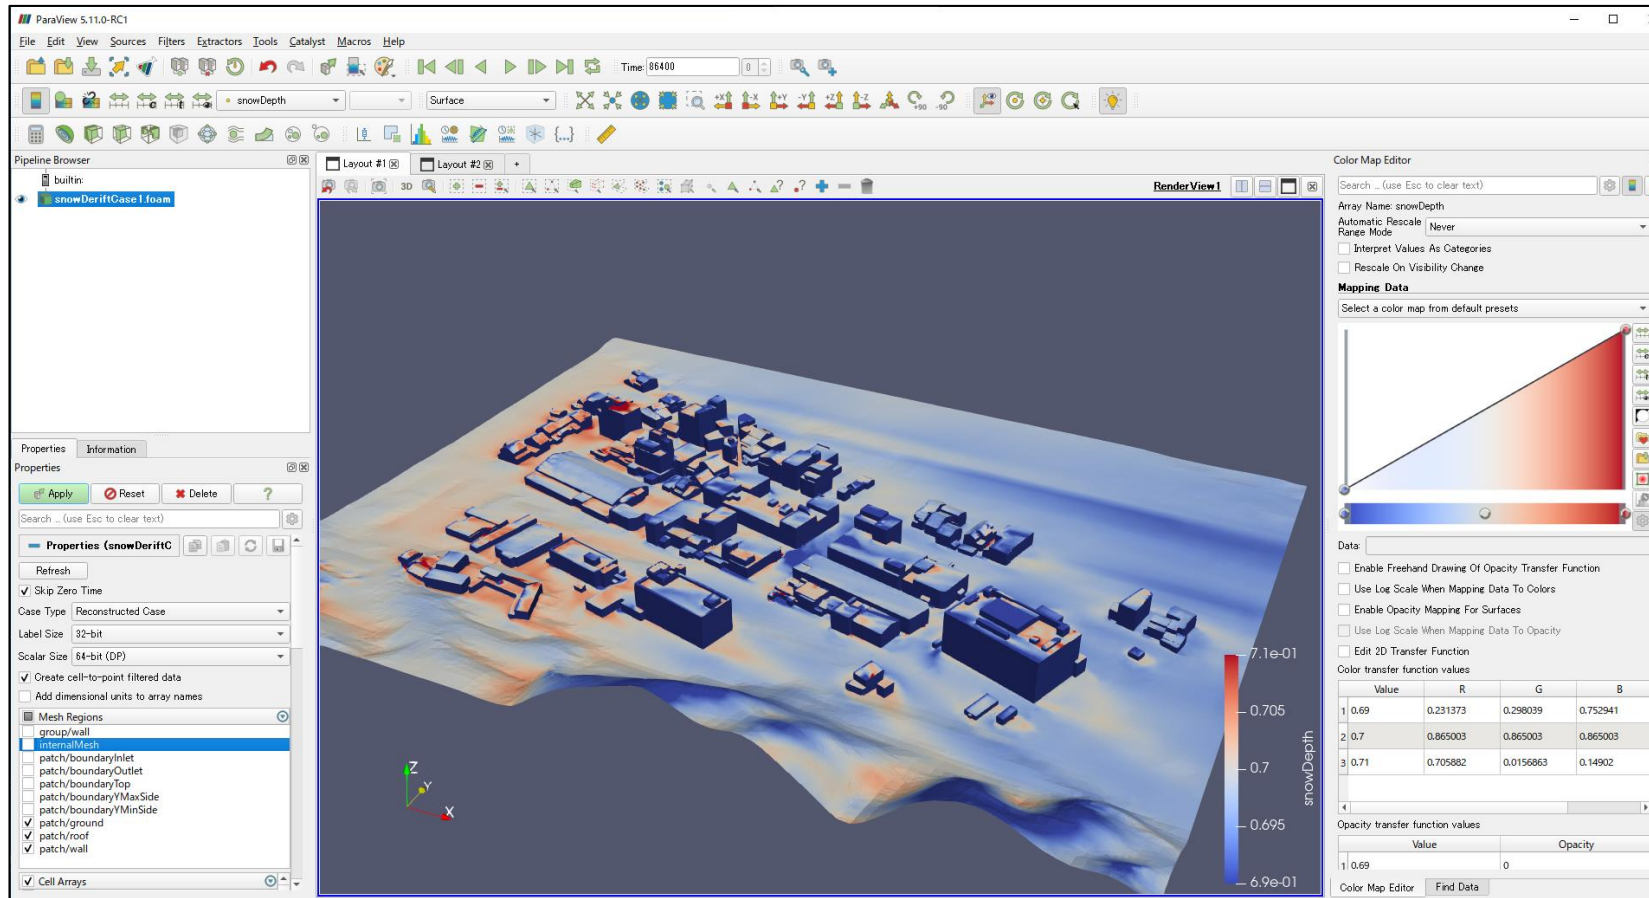 ParaView 5.11.0-RC1
File Edit View Sources Filters Extractors Tools Catalyst Macros Help
Time: 86400 0
snowDepth Surface
+X -X +Y -Y +Z -Z +90 -90
Pipeline Browser
builtin:
snowDeriftCase1.foam
Properties Information
Properties
Apply Reset Delete ?
Search ... (use Esc to clear text)
Properties (snowDeriftC
Refresh
Skip Zero Time
Case Type Reconstructed Case
Label Size 32-bit
Scalar Size 64-bit (DP)
Create cell-to-point filtered data
Add dimensional units to array names
Mesh Regions
group/wall
internalMesh
patch/boundaryInlet
patch/boundaryOutlet
patch/boundaryTop
patch/boundaryYMaxSide
patch/boundaryYMinSide
patch/ground
patch/roof
patch/wall
Cell Arrays
Layout #1 Layout #2 +
3D RenderView1
Z
Y
X
7.1e-01
0.705
0.7
0.695
6.9e-01
snowDepth
Color Map Editor
Search ... (use Esc to clear text)
Array Name: snowDepth
Automatic Rescale
Range Mode Never
Interpret Values As Categories
Rescale On Visibility Change
Mapping Data
Select a color map from default presets
Data:
Enable Freehand Drawing Of Opacity Transfer Function
Use Log Scale When Mapping Data To Colors
Enable Opacity Mapping For Surfaces
Use Log Scale When Mapping Data To Opacity
Edit 2D Transfer Function
Color transfer function values
Value R G B
1 0.69 0.231373 0.298039 0.752941
2 0.7 0.865003 0.865003 0.865003
3 0.71 0.705882 0.0156863 0.14902
Opacity transfer function values
Value Opacity
1 0.69 0
Color Map Editor Find Data